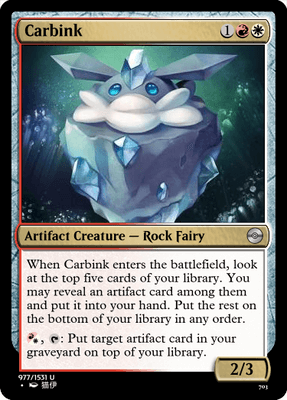 Carbink 1
Artifact Creature — Rock Fairy
When Carbink enters the battlefield, look
at the top five cards of your library. You
may reveal an artifact card among them
and put it into your hand. Put the rest on
the bottom of your library in any order.
, : Put target artifact card in your
graveyard on top of your library.
2/3
977/1531 U
• 猫伊